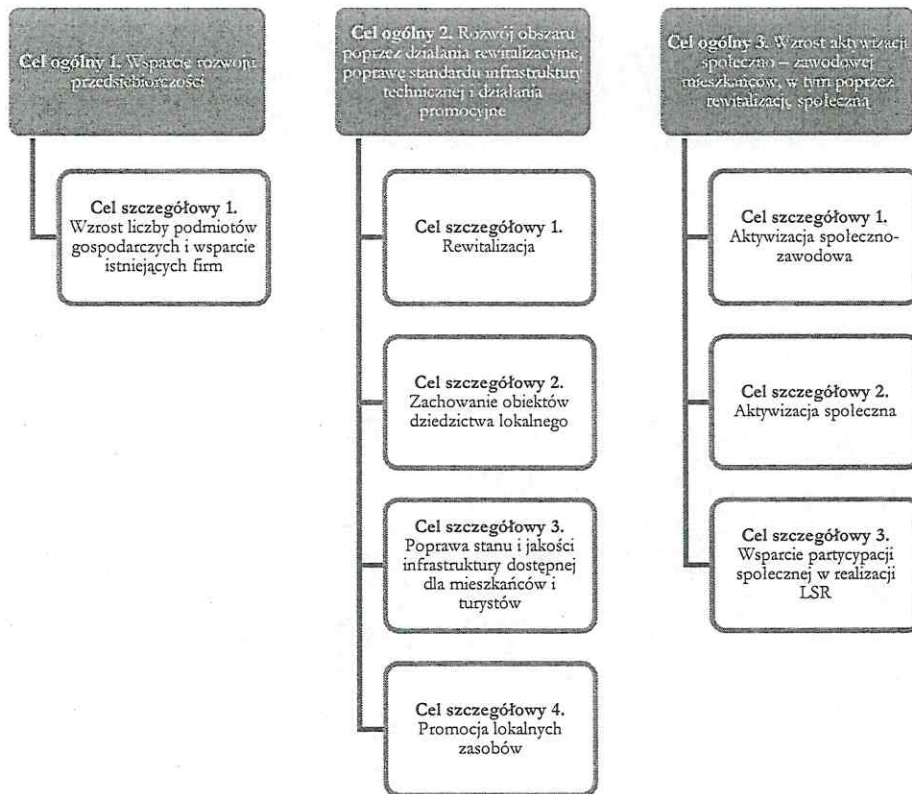 Cel ogólny 1. Wsparcie rozwoju
przedsiębiorczości
Cel szczegółowy 1.
Wzrost liczby podmiotów
gospodarczych i wsparcie
istniejących firm
Cel ogólny 2. Rozwój obszaru
poprzez działania rewitalizacyjne,
poprawę standardu infrastruktury
technicznej i działania
promocyjne
Cel szczegółowy 1.
Rewitalizacja
Cel szczegółowy 2.
Zachowanie obiektów
dziedzictwa lokalnego
Cel szczegółowy 3.
Poprawa stanu i jakości
infrastruktury dostępnej
dla mieszkańców i
turystów
Cel szczegółowy 4.
Promocja lokalnych
zasobów
Cel ogólny 3. Wzrost aktywizacji
społeczno – zawodowej
mieszkańców, w tym poprzez
rewitalizację społeczną
Cel szczegółowy 1.
Aktywizacja społeczno-
zawodowa
Cel szczegółowy 2.
Aktywizacja społeczna
Cel szczegółowy 3.
Wsparcie partycypacji
społecznej w realizacji
LSR